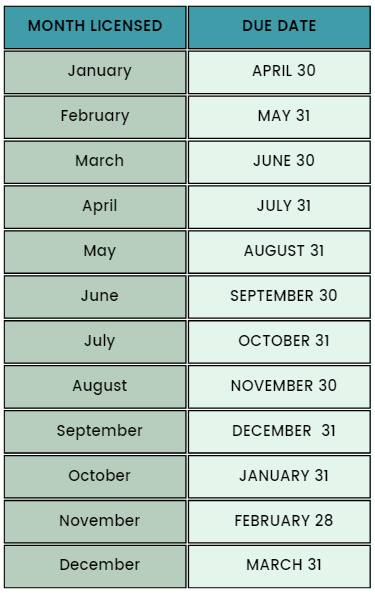 MONTH LICENSED DUE DATE
January APRIL 30
February MAY 31
March JUNE 30
April JULY 31
May AUGUST 31
June SEPTEMBER 30
July OCTOBER 31
August NOVEMBER 30
September DECEMBER 31
October JANUARY 31
November FEBRUARY 28
December MARCH 31